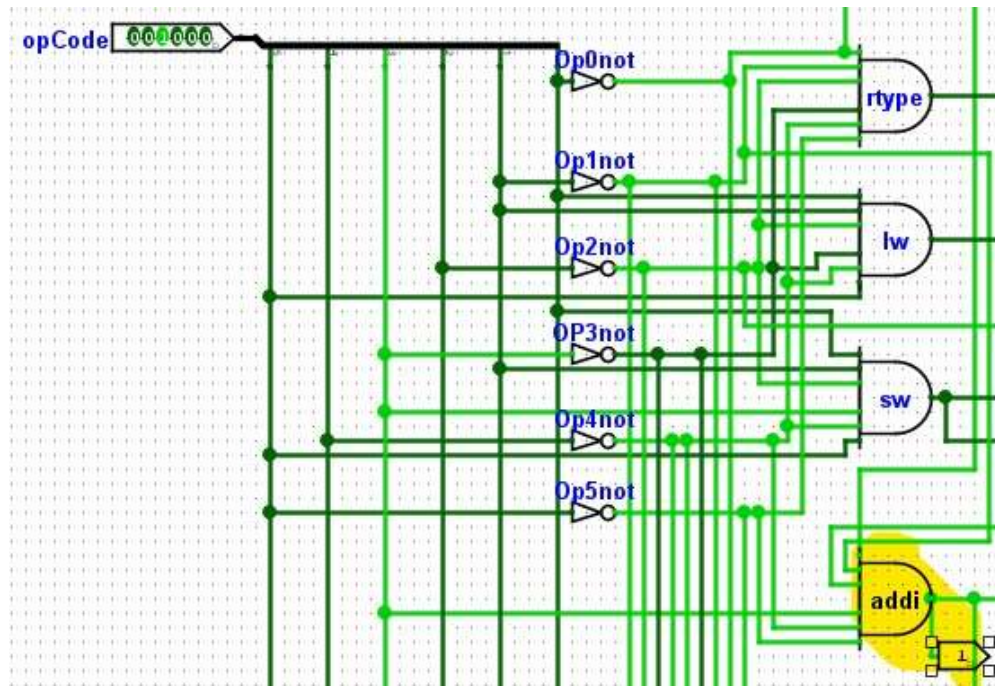 opCode 001000
Op0not
rtype
Op1not
lw
Op2not
OP3not
sw
Op4not
Op5not
addi
1